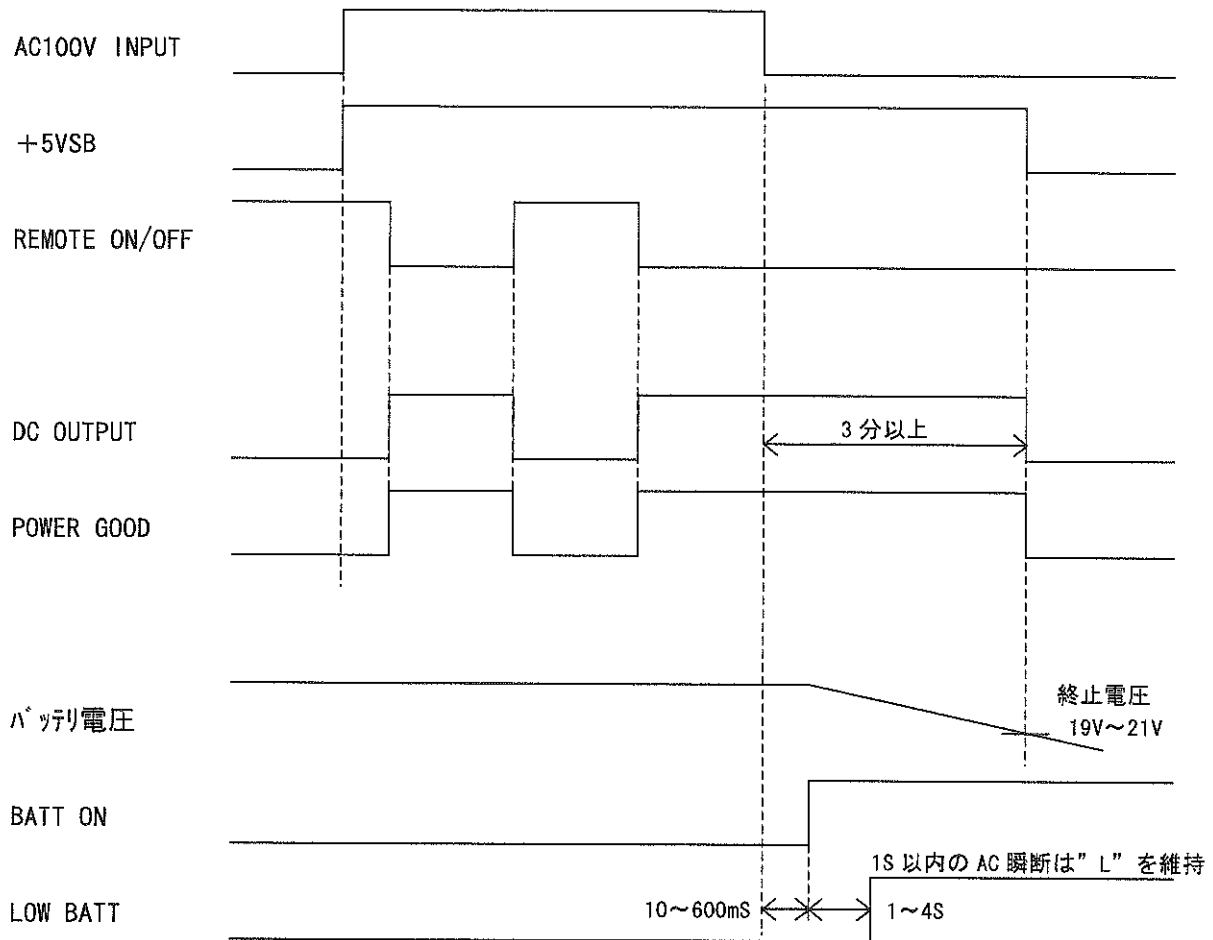 AC100V INPUT
＋5VSB
REMOTE ON/OFF
DC OUTPUT
3分以上
POWER GOOD
ﾊﾞｯﾃﾘ電圧
終止電圧
19V～21V
BATT ON
1S 以内の AC 瞬断は”L”を維持
LOW BATT
10～600mS
1～4S